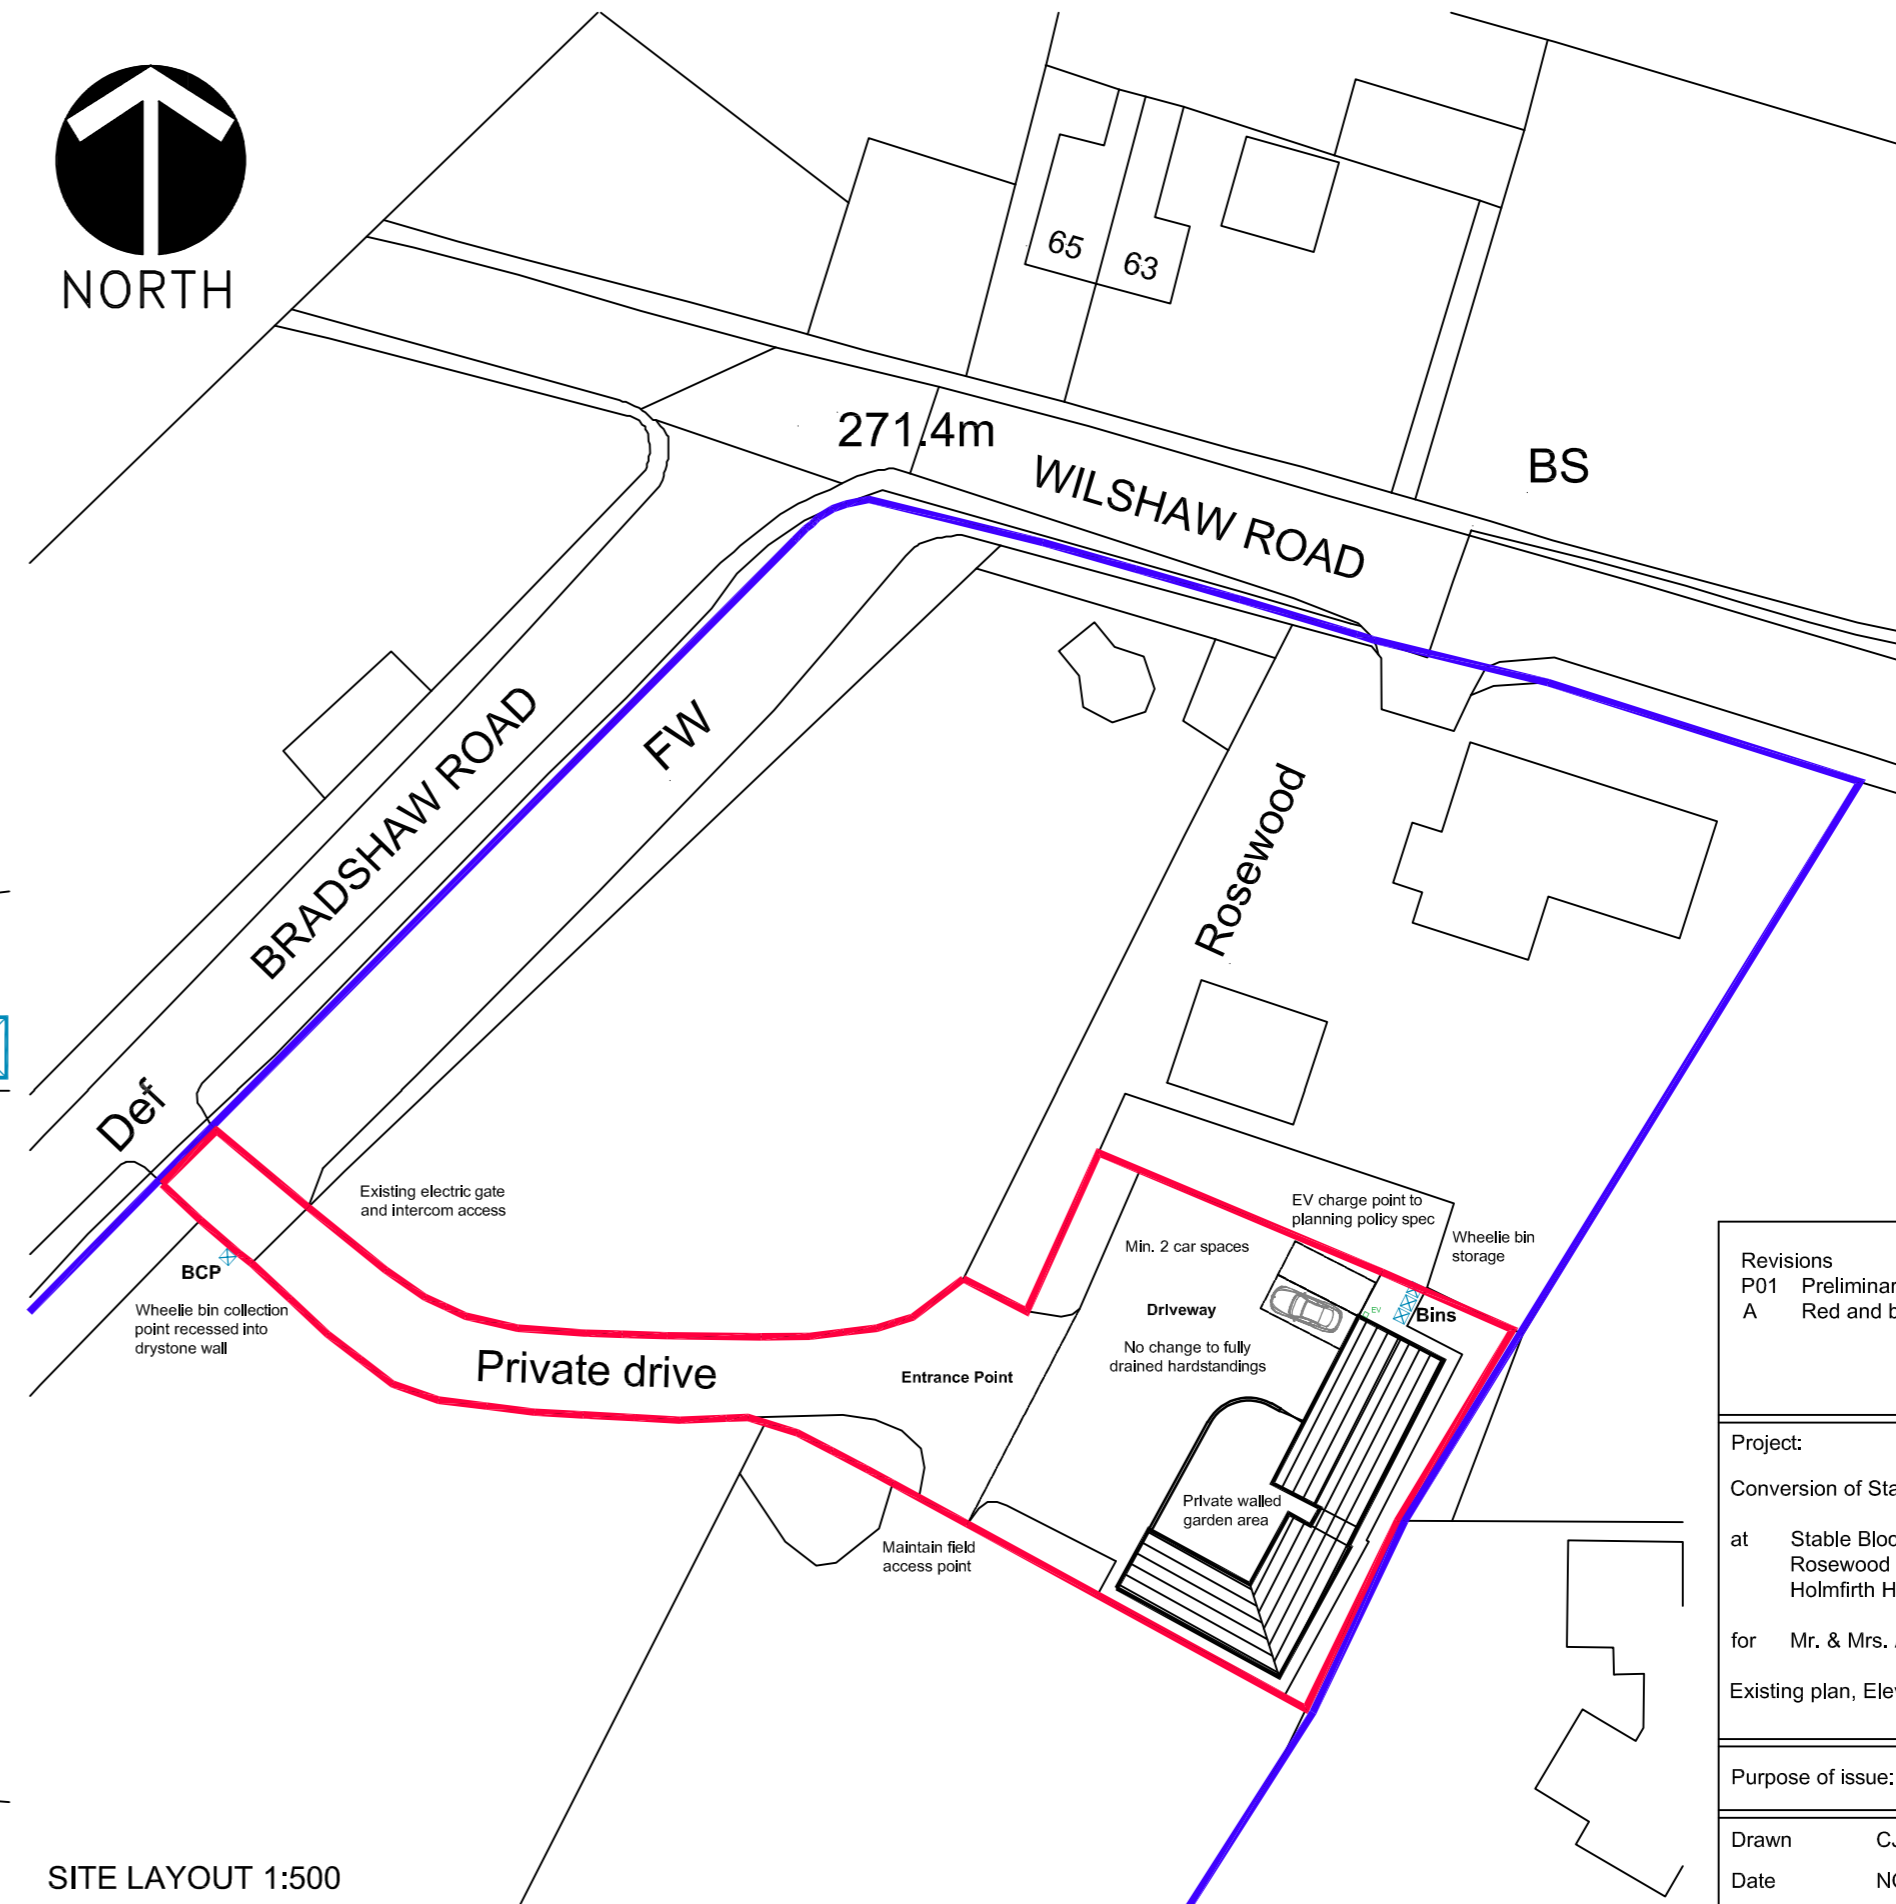 NORTH
65
63
271.4m
WILSHAW ROAD
BS
BRADSHAW ROAD
FW
Rosewood
Def
Existing electric gate
and intercom access
BCP
Wheelie bin collection
point recessed into
drystone wall
Private drive
Entrance Point
Maintain field
access point
EV charge point to
planning policy spec
Wheelie bin
storage
Min. 2 car spaces
Driveway
EV
Bins
No change to fully
drained hardstandings
Private walled
garden area
Revisions
P01 Preliminar
A Red and b
Project:
Conversion of Sta
at Stable Bloc
Rosewood
Holmfirth H
for Mr. & Mrs.
Existing plan, Elev
Purpose of issue:
Drawn CJ
Date NO
SITE LAYOUT 1:500